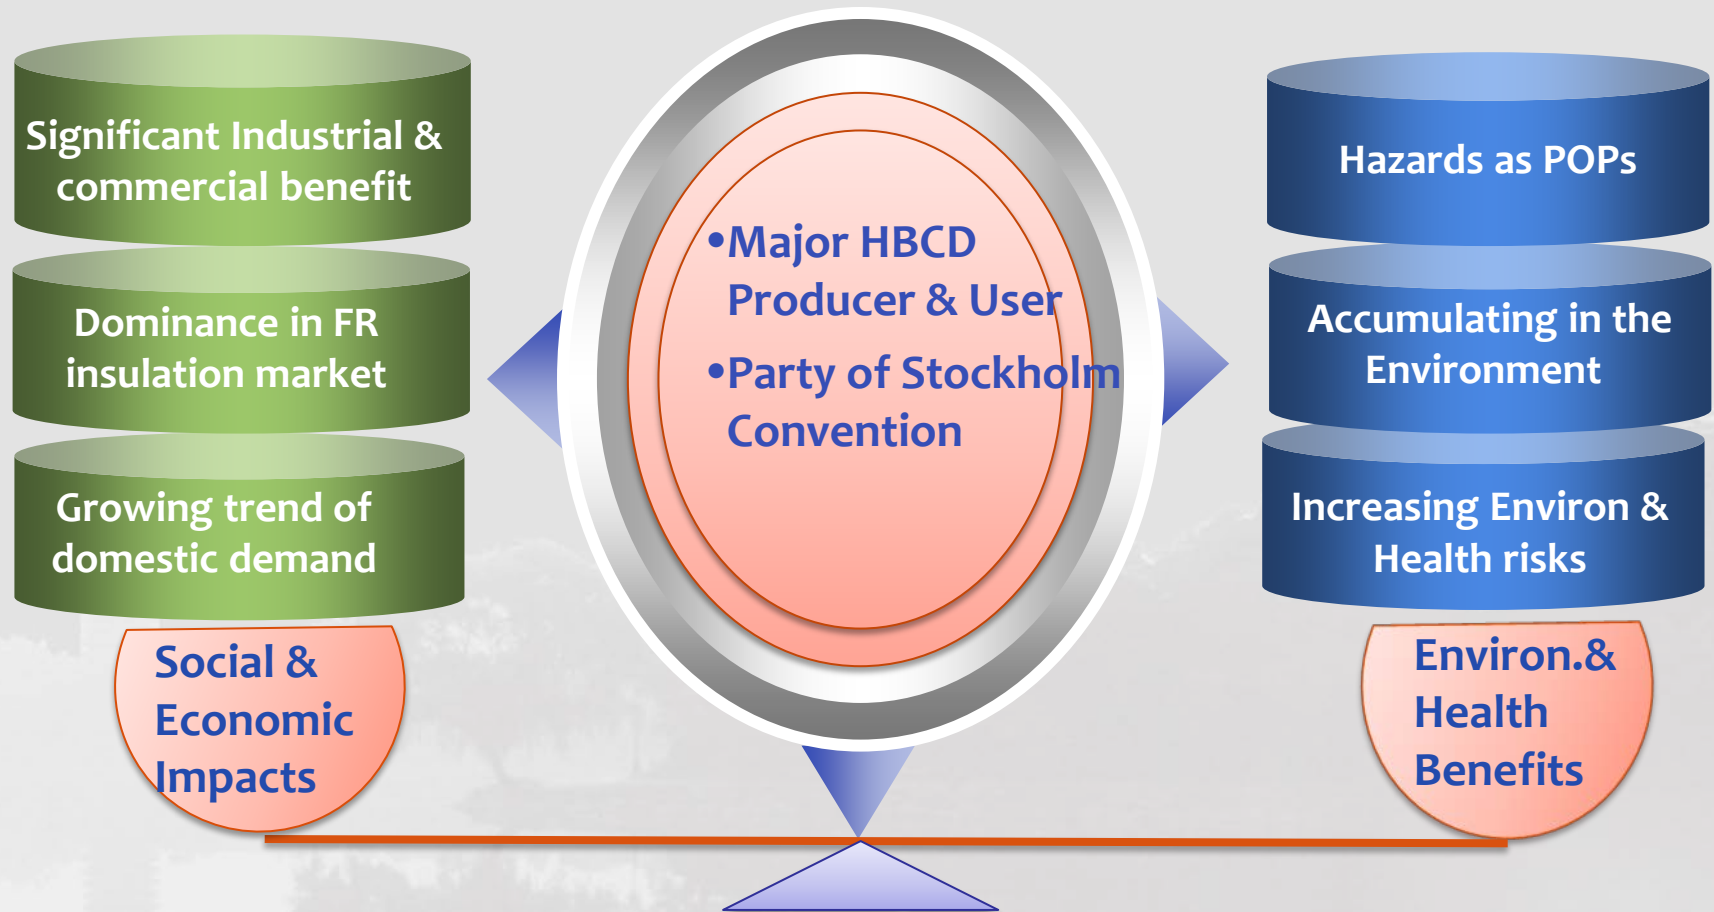 Significant Industrial &
commercial benefit
Dominance in FR
insulation market
Growing trend of
domestic demand
Social &
Economic
Impacts
•Major HBCD
Producer & User
•Party of Stockholm
Convention
Hazards as POPs
Accumulating in the
Environment
Increasing Environ &
Health risks
Environ.&
Health
Benefits